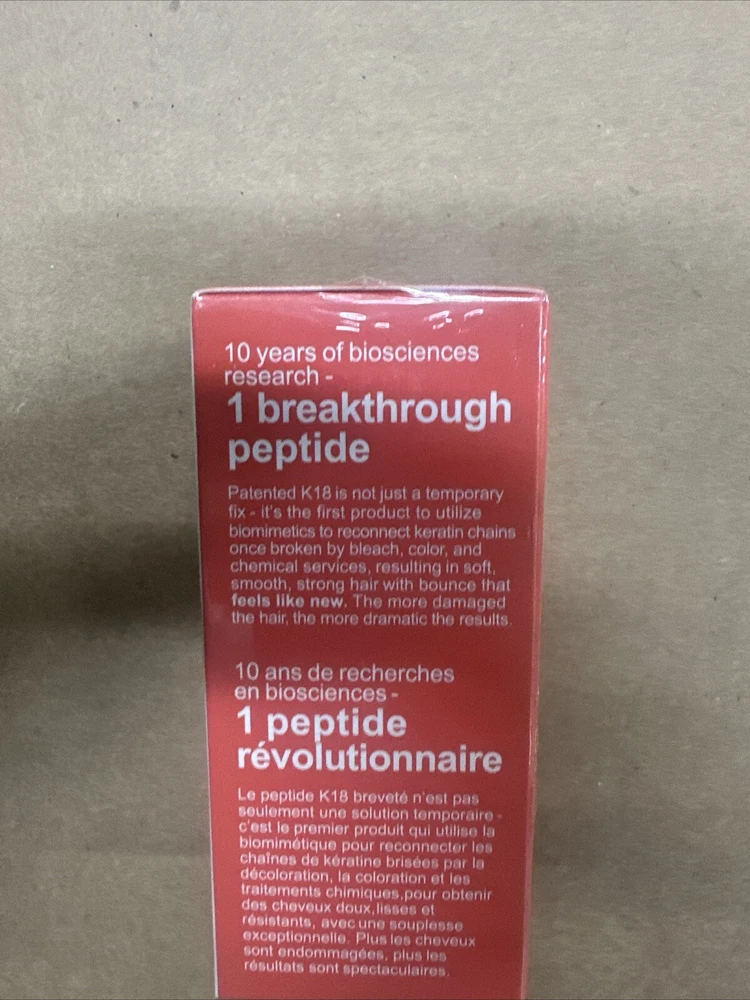 10 years of biosciences
research -
1 breakthrough
peptide
Patented K18 is not just a temporary
fix - it's the first product to utilize
biomimetics to reconnect keratin chains
once broken by bleach, color, and
chemical services, resulting in soft,
smooth, strong hair with bounce that
feels like new. The more damaged
the hair, the more dramatic the results.
10 ans de recherches
en biosciences -
1 peptide
révolutionnaire
Le peptide K18 breveté n'est pas
seulement une solution temporaire -
c'est le premier produit qui utilise la
biomimétique pour reconnecter les
chaînes de kératine brisées par la
décoloration, la coloration et les
traitements chimiques,pour obtenir
des cheveux doux,lisses et
résistants, avec une souplesse
exceptionnelle. Plus les cheveux
sont endommagées, plus les
résultats sont spectaculaires.